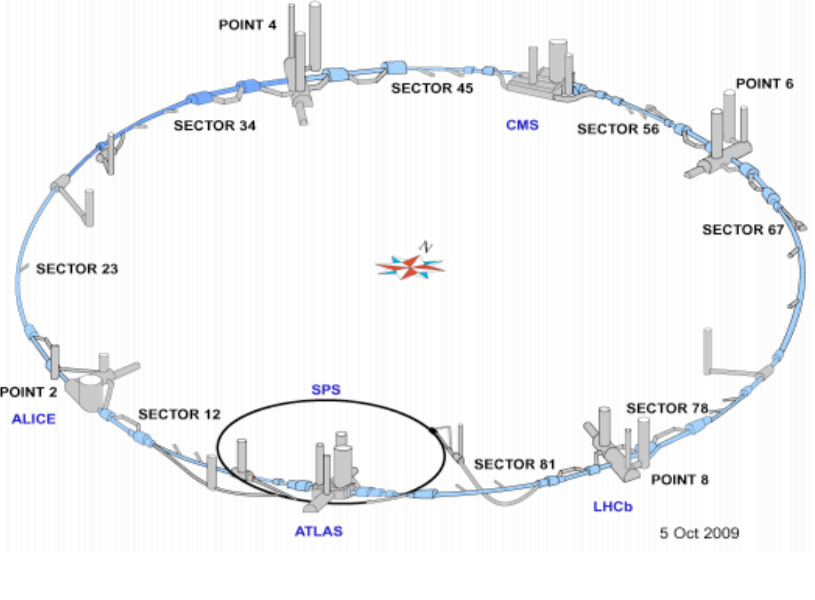 POINT 4
SECTOR 45
POINT 6
SECTOR 34
CMS
SECTOR 56
SECTOR 67
N
SECTOR 23
SPS
POINT 2
ALICE
SECTOR 12
SECTOR 78
SECTOR 81
POINT 8
LHCb
ATLAS
5 Oct 2009